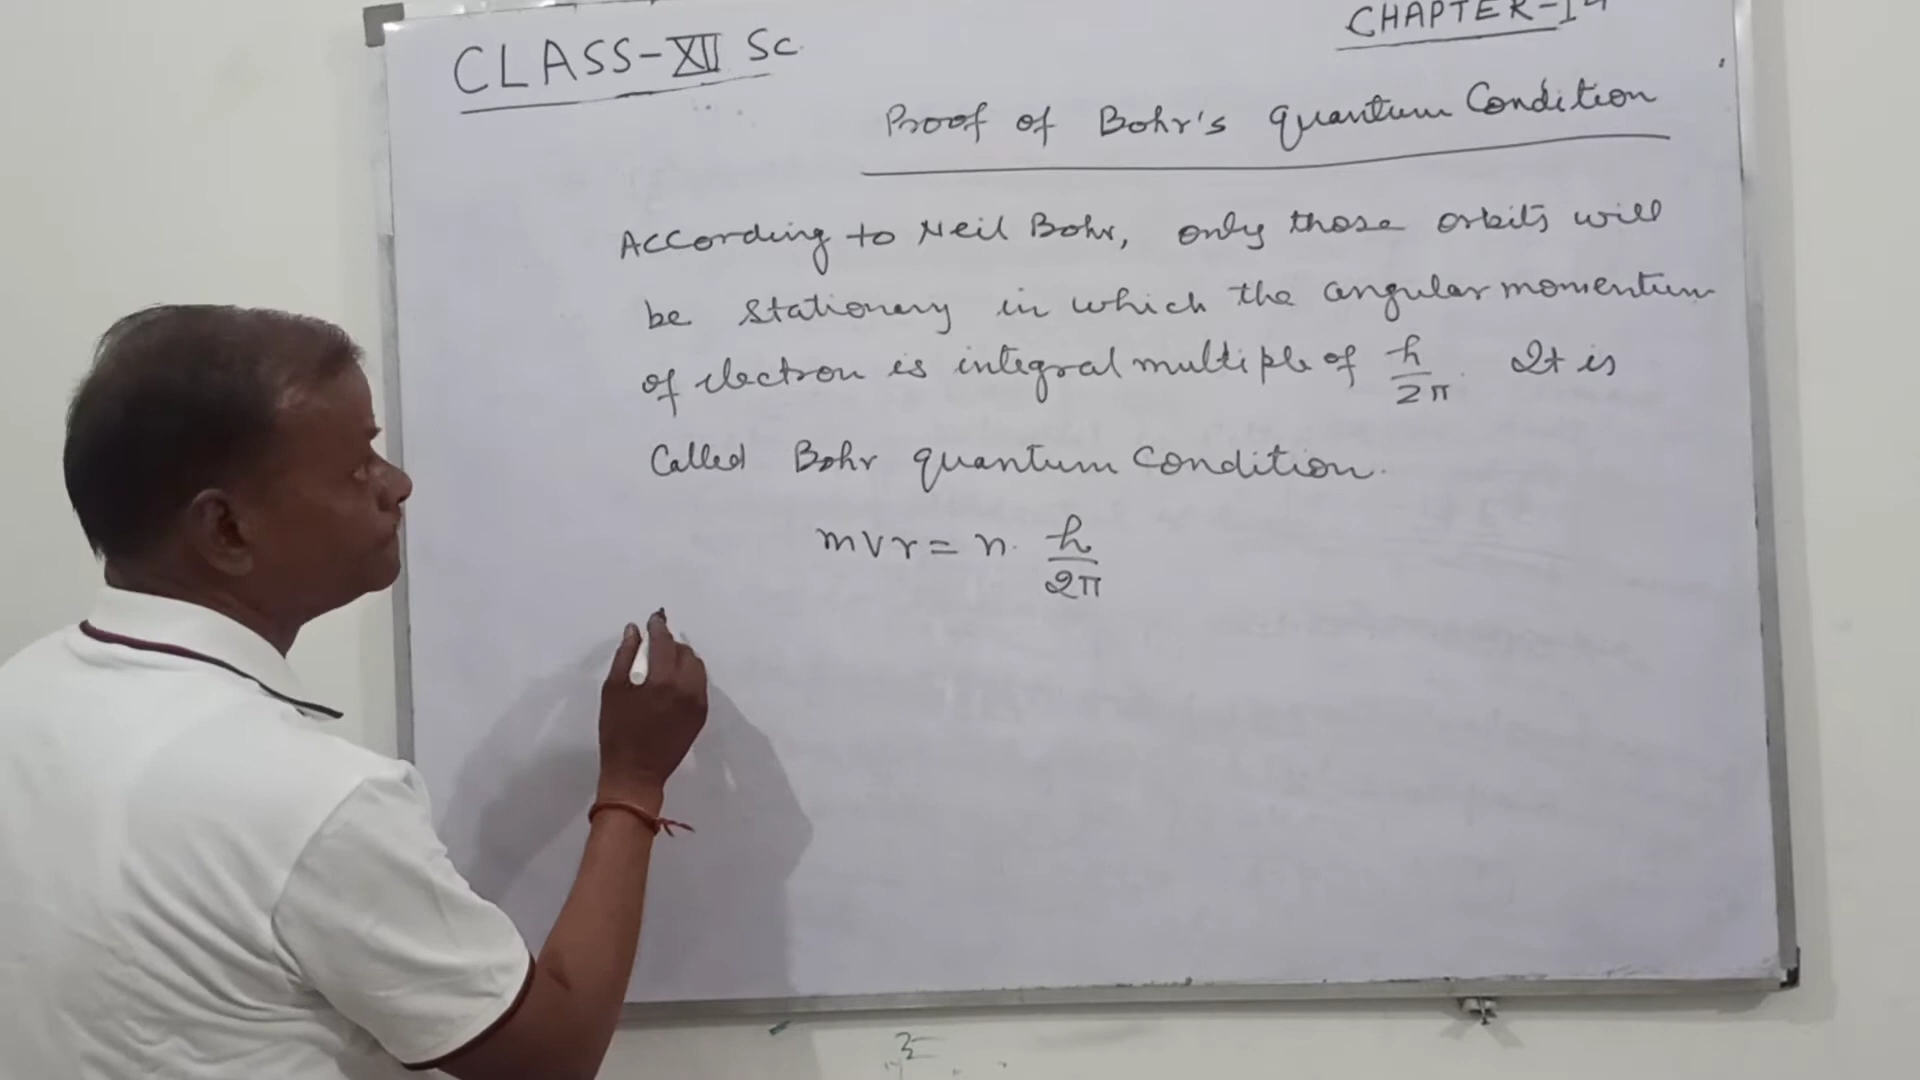 CLASS-XII Sc
CHAPTER-14
Proof of Bohr's quantum Condition
According to Neil Bohr, only those orbits will
be stationary in which the angular momentum
of electron is integral multiple of h/2π. It is
Called Bohr quantum Condition.
mvr = n. h/2π